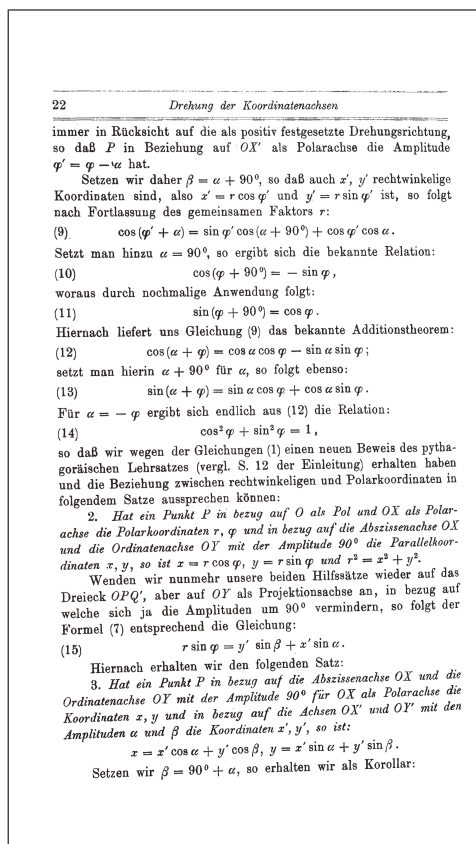 22 Drehung der Koordinatenachsen
immer in Rücksicht auf die als positiv festgesetzte Drehungsrichtung,
so daß P in Beziehung auf OX′ als Polarachse die Amplitude
φ′ = φ − α hat.
Setzen wir daher β = α + 90⁰, so daß auch x′, y′ rechtwinkelige
Koordinaten sind, also x′ = r cos φ′ und y′ = r sin φ′ ist, so folgt
nach Fortlassung des gemeinsamen Faktors r:
(9) cos (φ′ + α) = sin φ′ cos (α + 90⁰) + cos φ′ cos α.
Setzt man hinzu α = 90⁰, so ergibt sich die bekannte Relation:
(10) cos (φ + 90⁰) = − sin φ,
woraus durch nochmalige Anwendung folgt:
(11) sin (φ + 90⁰) = cos φ.
Hiernach liefert uns Gleichung (9) das bekannte Additionstheorem:
(12) cos (α + φ) = cos α cos φ − sin α sin φ;
setzt man hierin α + 90⁰ für α, so folgt ebenso:
(13) sin (α + φ) = sin α cos φ + cos α sin φ.
Für α = − φ ergibt sich endlich aus (12) die Relation:
(14) cos² φ + sin² φ = 1,
so daß wir wegen der Gleichungen (1) einen neuen Beweis des pytha-
goräischen Lehrsatzes (vergl. S. 12 der Einleitung) erhalten haben
und die Beziehung zwischen rechtwinkeligen und Polarkoordinaten in
folgendem Satze aussprechen können:
2. Hat ein Punkt P in bezug auf O als Pol und OX als Polar-
achse die Polarkoordinaten r, φ und in bezug auf die Abszissenachse OX
und die Ordinatenachse OY mit der Amplitude 90⁰ die Parallelkoor-
dinaten x, y, so ist x = r cos φ, y = r sin φ und r² = x² + y².
Wenden wir nunmehr unsere beiden Hilfssätze wieder auf das
Dreieck OPQ′, aber auf OY als Projektionsachse an, in bezug auf
welche sich ja die Amplituden um 90⁰ vermindern, so folgt der
Formel (7) entsprechend die Gleichung:
(15) r sin φ = y′ sin β + x′ sin α.
Hiernach erhalten wir den folgenden Satz:
3. Hat ein Punkt P in bezug auf die Abszissenachse OX und die
Ordinatenachse OY mit der Amplitude 90⁰ für OX als Polarachse die
Koordinaten x, y und in bezug auf die Achsen OX′ und OY′ mit den
Amplituden α und β die Koordinaten x′, y′, so ist:
x = x′ cos α + y′ cos β, y = x′ sin α + y′ sin β.
Setzen wir β = 90⁰ + α, so erhalten wir als Korollar: